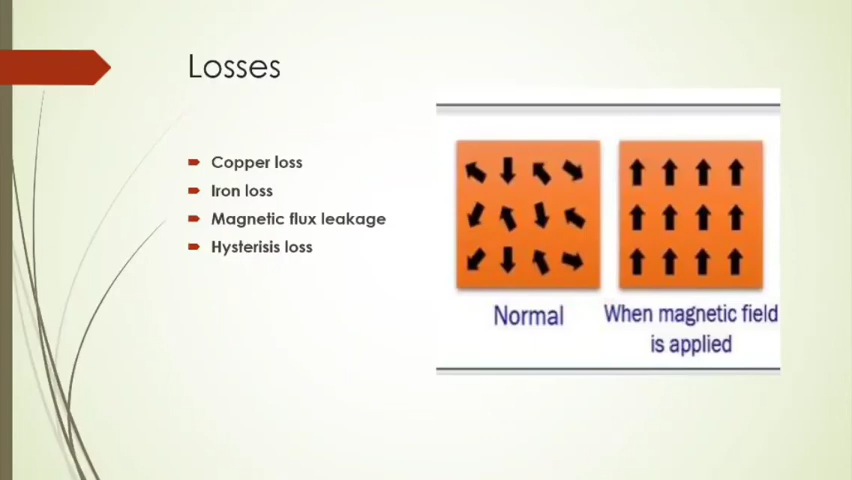 Losses
Copper loss
Iron loss
Magnetic flux leakage
Hysterisis loss
Normal
When magnetic field
is applied